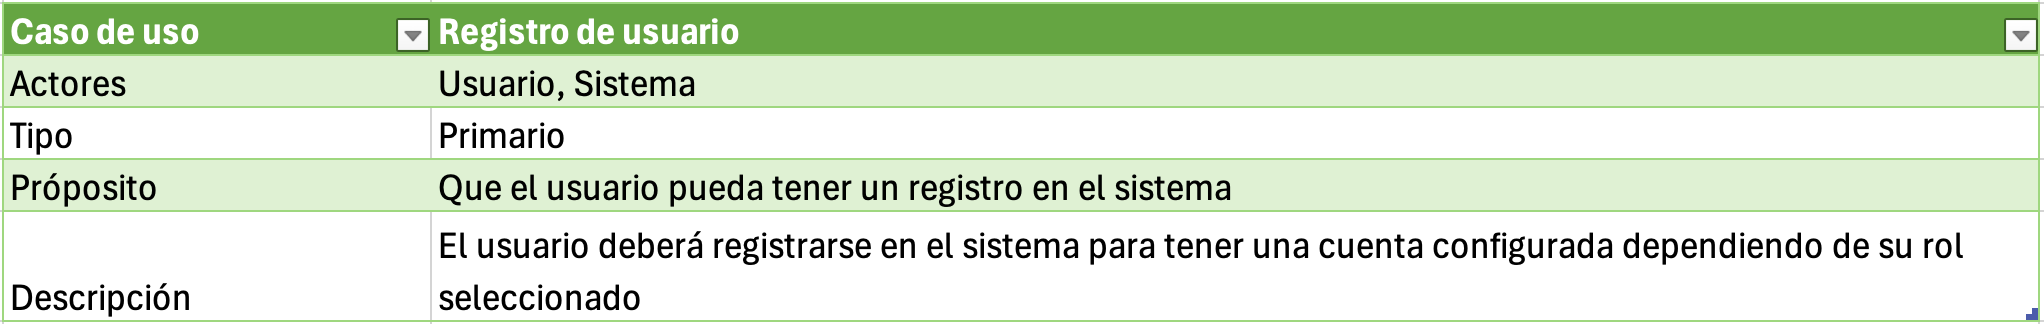 Caso de uso Registro de usuario
Actores Usuario, Sistema
Tipo Primario
Próposito Que el usuario pueda tener un registro en el sistema
El usuario deberá registrarse en el sistema para tener una cuenta configurada dependiendo de su rol
Descripción seleccionado